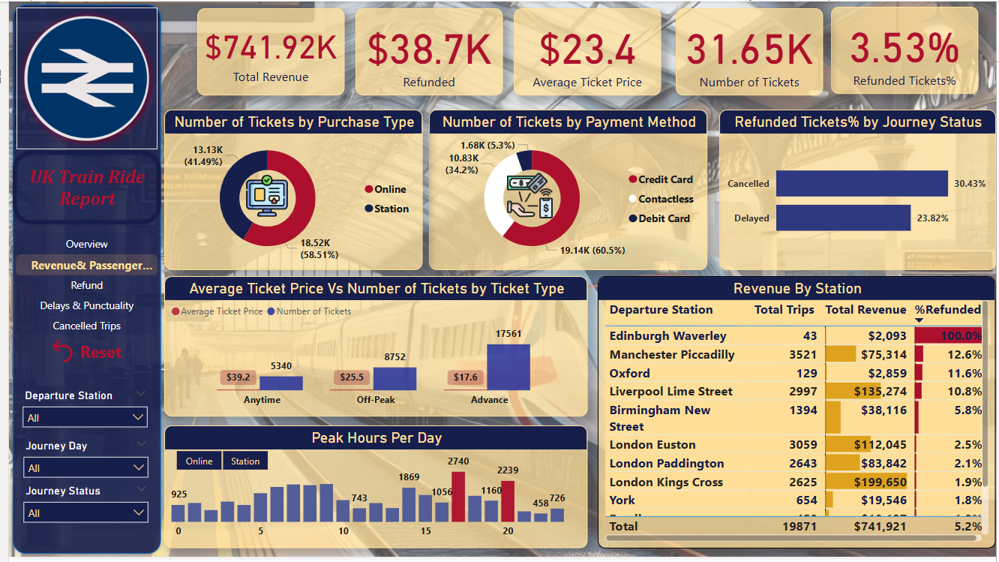 $741.92K
Total Revenue
$38.7K
Refunded
$23.4
Average Ticket Price
31.65K
Number of Tickets
3.53%
Refunded Tickets%
UK Train Ride
Report
Overview
Revenue& Passenger...
Refund
Delays & Punctuality
Cancelled Trips
Reset
Departure Station
All
Journey Day
All
Journey Status
All
Number of Tickets by Purchase Type
13.13K
(41.49%)
18.52K
(58.51%)
Online
Station
Number of Tickets by Payment Method
1.68K (5.3%)
10.83K
(34.2%)
19.14K (60.5%)
Credit Card
Contactless
Debit Card
Refunded Tickets% by Journey Status
Cancelled 30.43%
Delayed 23.82%
Average Ticket Price Vs Number of Tickets by Ticket Type
Average Ticket Price Number of Tickets
$39.2 5340
$25.5 8752
$17.6 17561
Anytime Off-Peak Advance
Peak Hours Per Day
Online Station
925 743 1869 1056 2740 1160 2239 458 726
0 5 10 15 20
Revenue By Station
Departure Station Total Trips Total Revenue %Refunded
Edinburgh Waverley 43 $2,093 100.0%
Manchester Piccadilly 3521 $75,314 12.6%
Oxford 129 $2,859 11.6%
Liverpool Lime Street 2997 $135,274 10.8%
Birmingham New 1394 $38,116 5.8%
Street
London Euston 3059 $112,045 2.5%
London Paddington 2643 $83,842 2.1%
London Kings Cross 2625 $199,650 1.9%
York 654 $19,546 1.8%
Total 19871 $741,921 5.2%